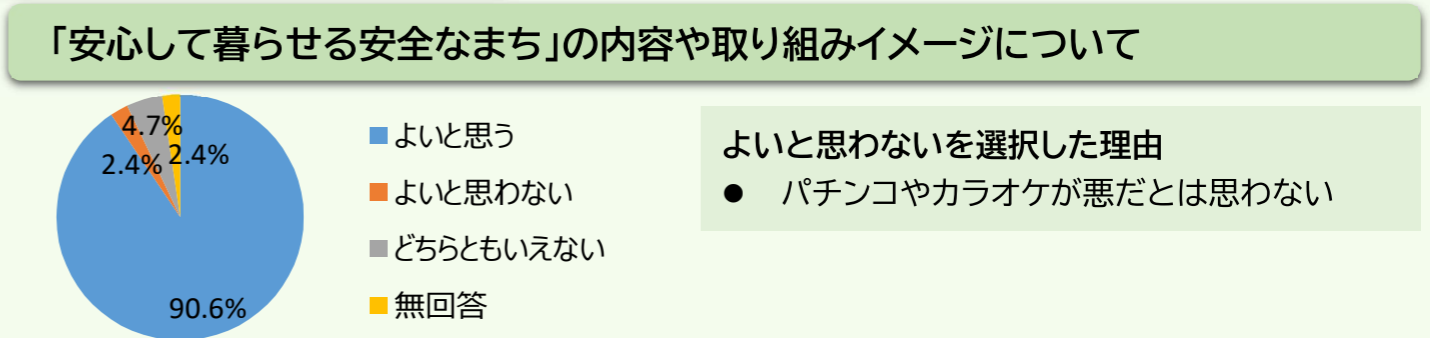 「安心して暮らせる安全なまち」の内容や取り組みイメージについて
4.7%
2.4%
2.4%
90.6%
よいと思う
よいと思わない
どちらともいえない
無回答
よいと思わないを選択した理由
● パチンコやカラオケが悪だとは思わない